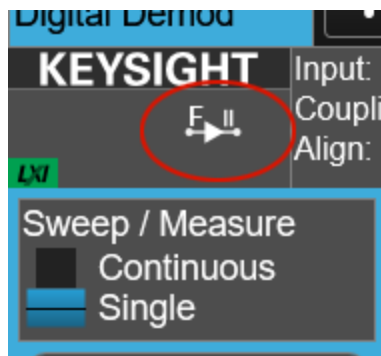 Digital Demod
KEYSIGHT
Input:
F II
Coupli
Align:
LXI
Sweep / Measure
Continuous
Single